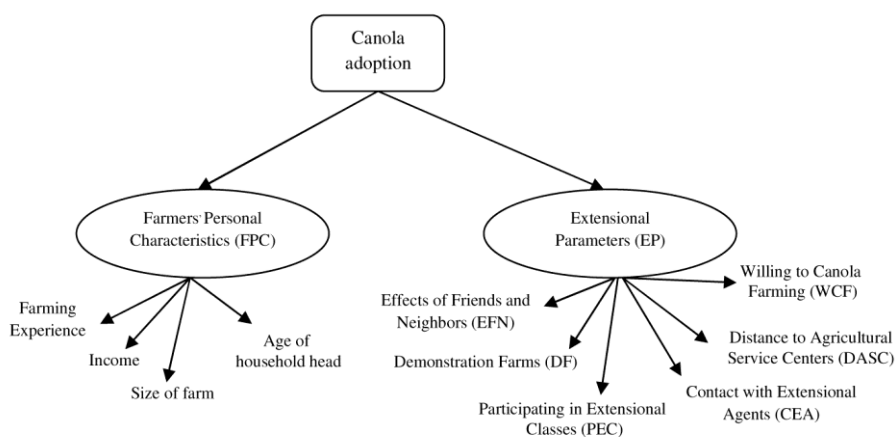 Canola
adoption
Farmers' Personal
Characteristics (FPC)
Extensional
Parameters (EP)
Farming
Experience
Income
Size of farm
Age of
household head
Effects of Friends and
Neighbors (EFN)
Demonstration Farms (DF)
Participating in Extensional
Classes (PEC)
Contact with Extensional
Agents (CEA)
Distance to Agricultural
Service Centers (DASC)
Willing to Canola
Farming (WCF)